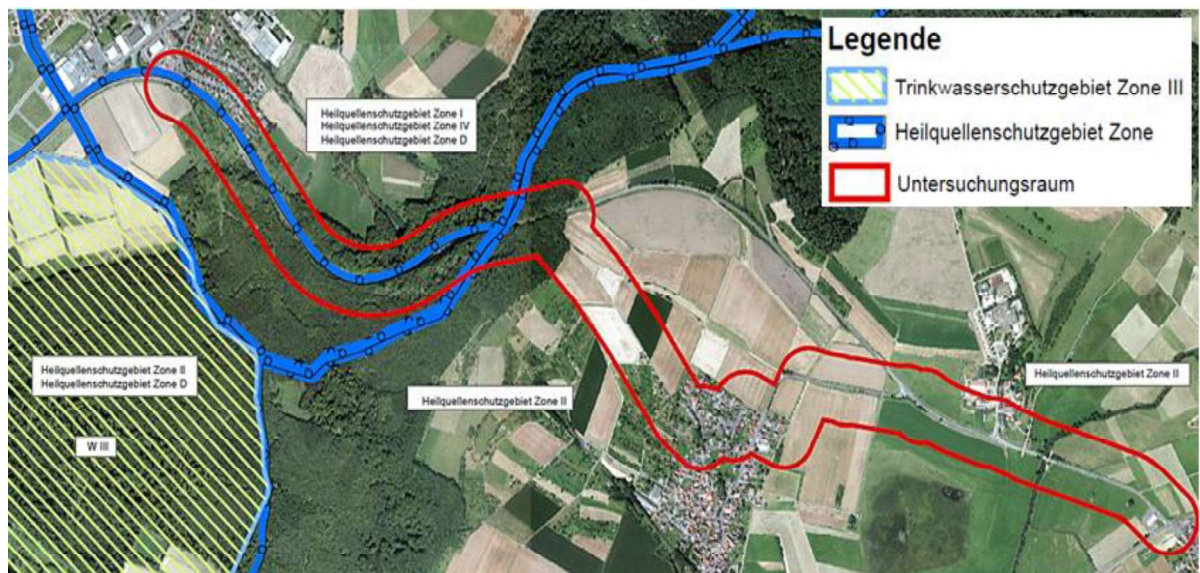 Legende
Trinkwasserschutzgebiet Zone III
Heilquellenschutzgebiet Zone
Untersuchungsraum
Heilquellenschutzgebiet Zone I
Heilquellenschutzgebiet Zone IV
Heilquellenschutzgebiet Zone D
Heilquellenschutzgebiet Zone II
Heilquellenschutzgebiet Zone D
W III
Heilquellenschutzgebiet Zone II
Heilquellenschutzgebiet Zone II